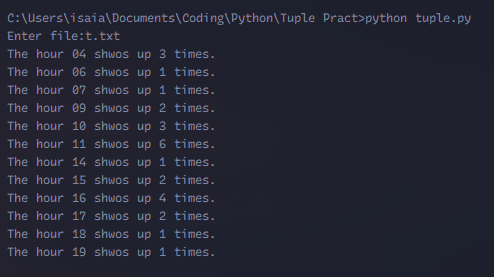 C:\Users\isaia\Documents\Coding\Python\Tuple Pract>python tuple.py
Enter file:t.txt
The hour 04 shwos up 3 times.
The hour 06 shwos up 1 times.
The hour 07 shwos up 1 times.
The hour 09 shwos up 2 times.
The hour 10 shwos up 3 times.
The hour 11 shwos up 6 times.
The hour 14 shwos up 1 times.
The hour 15 shwos up 2 times.
The hour 16 shwos up 4 times.
The hour 17 shwos up 2 times.
The hour 18 shwos up 1 times.
The hour 19 shwos up 1 times.